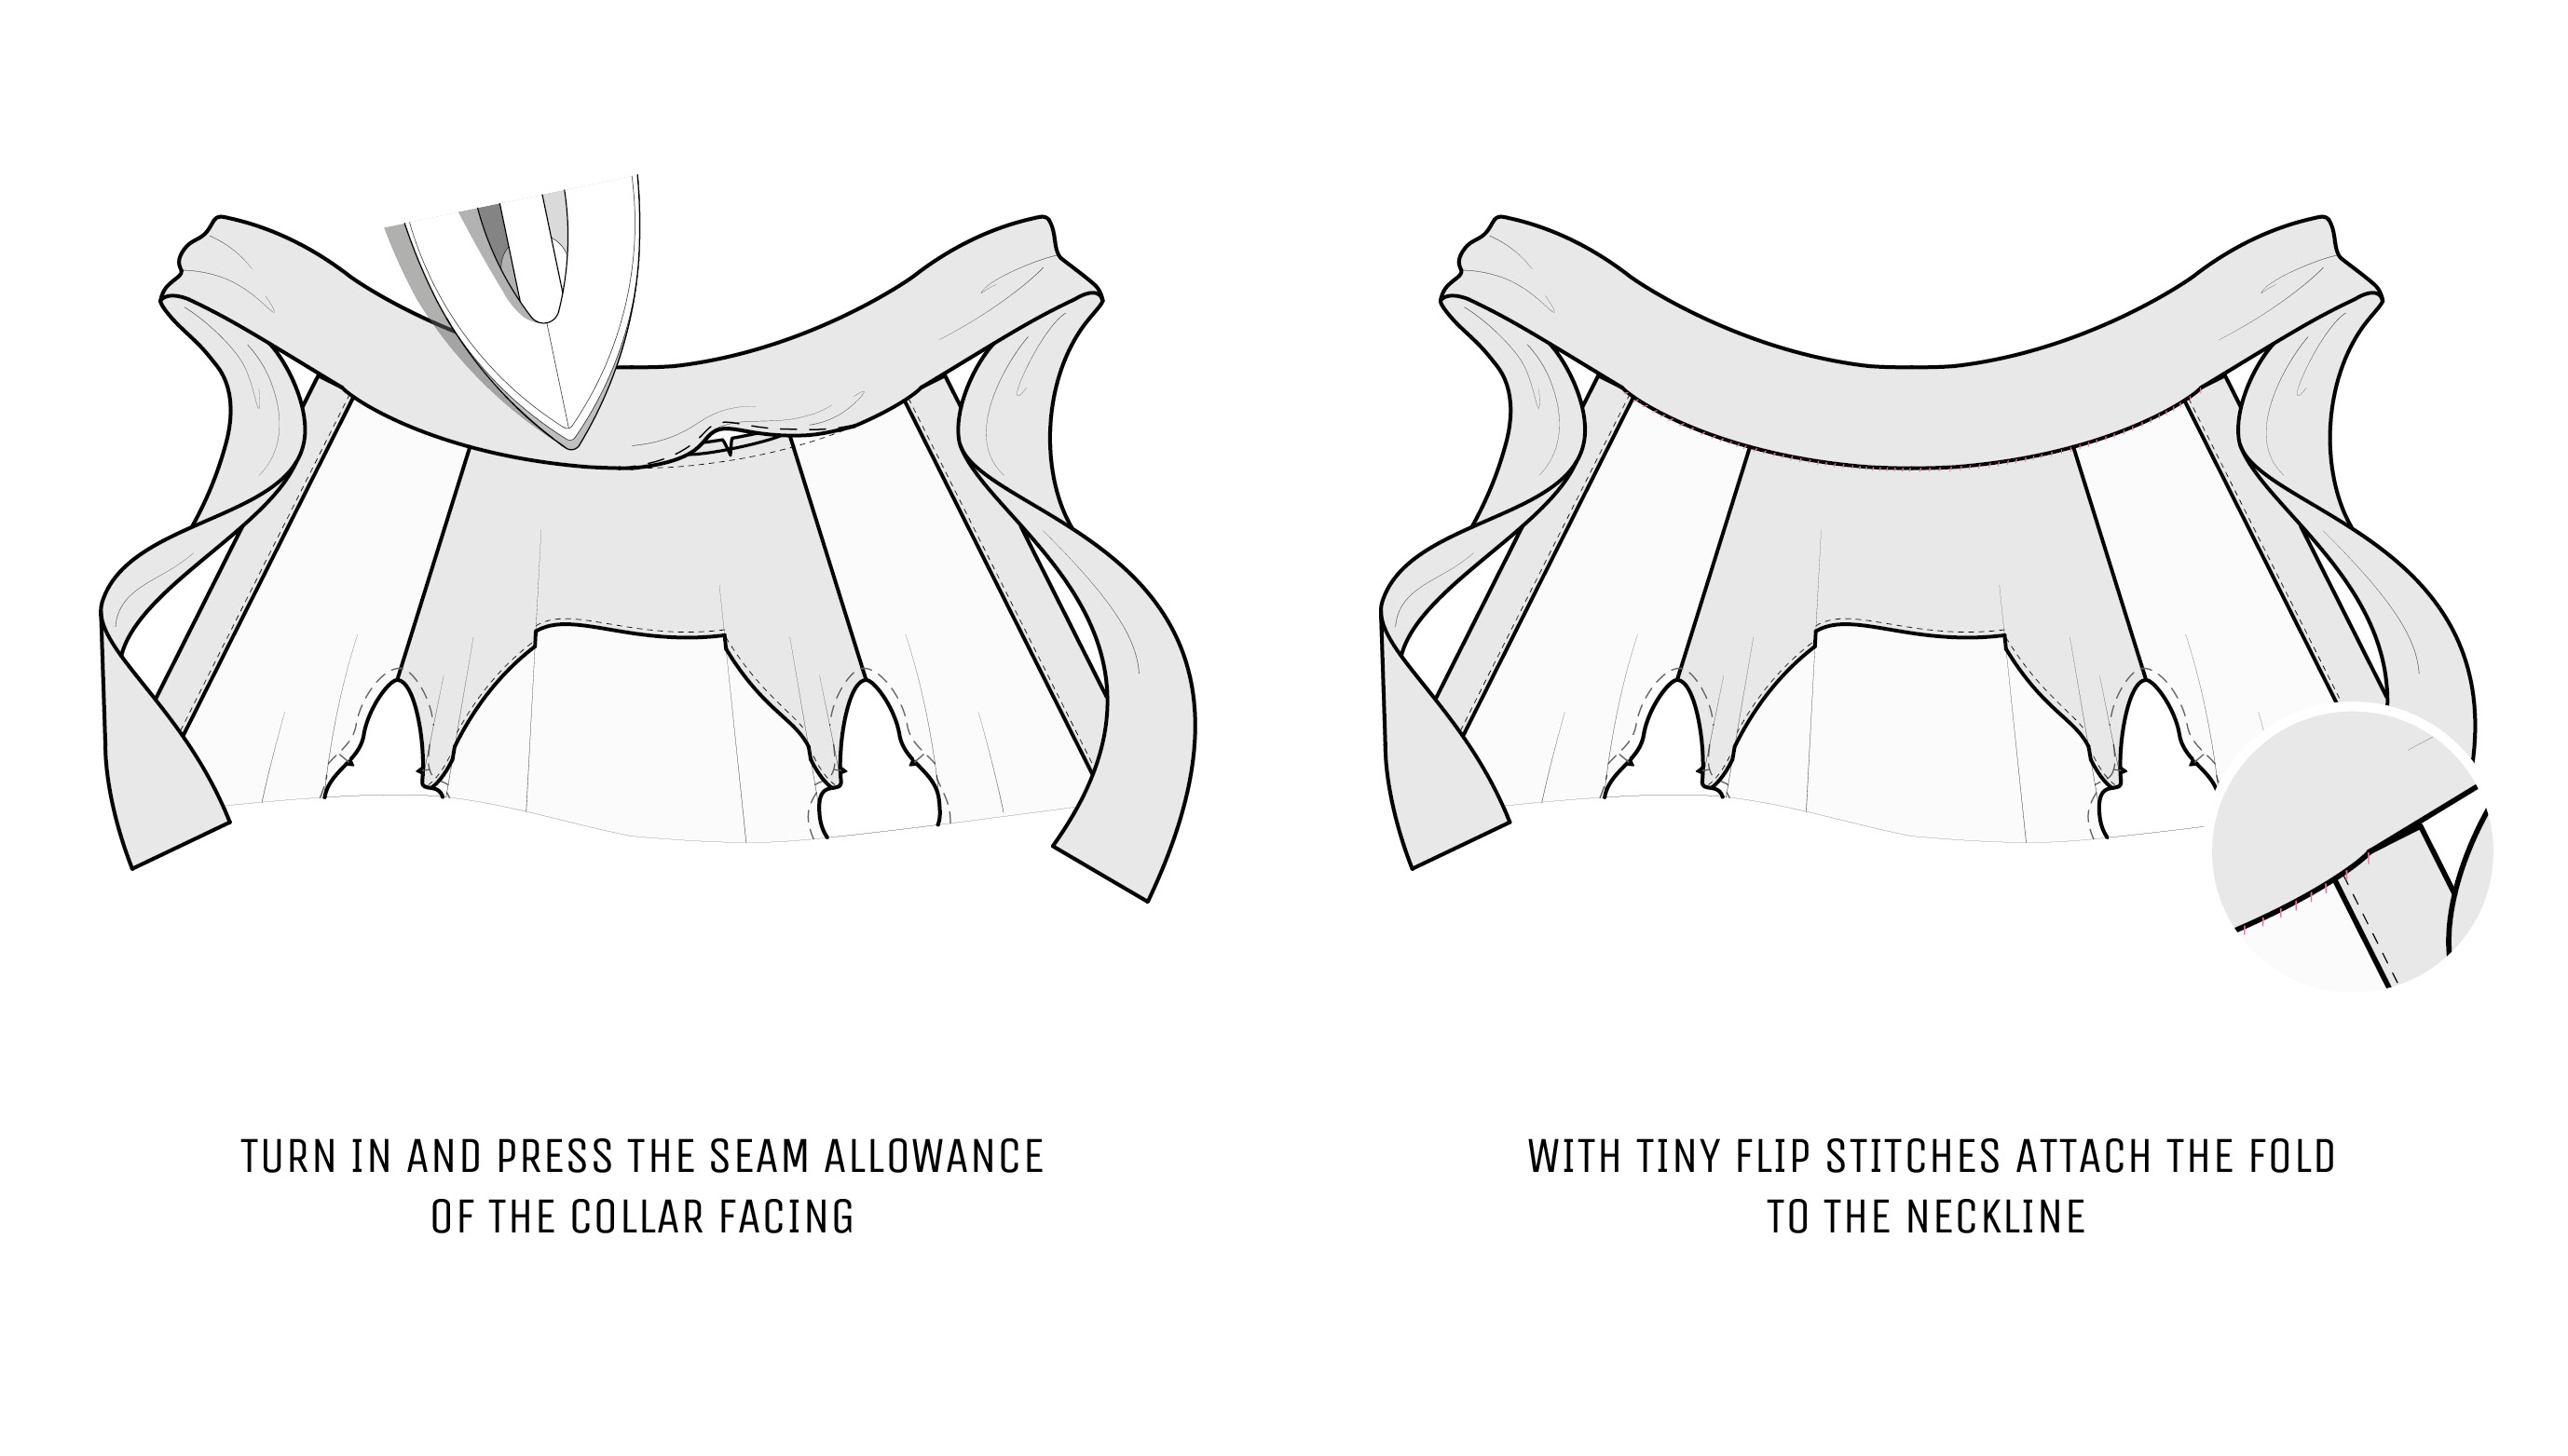 TURN IN AND PRESS THE SEAM ALLOWANCE
OF THE COLLAR FACING
WITH TINY FLIP STITCHES ATTACH THE FOLD
TO THE NECKLINE